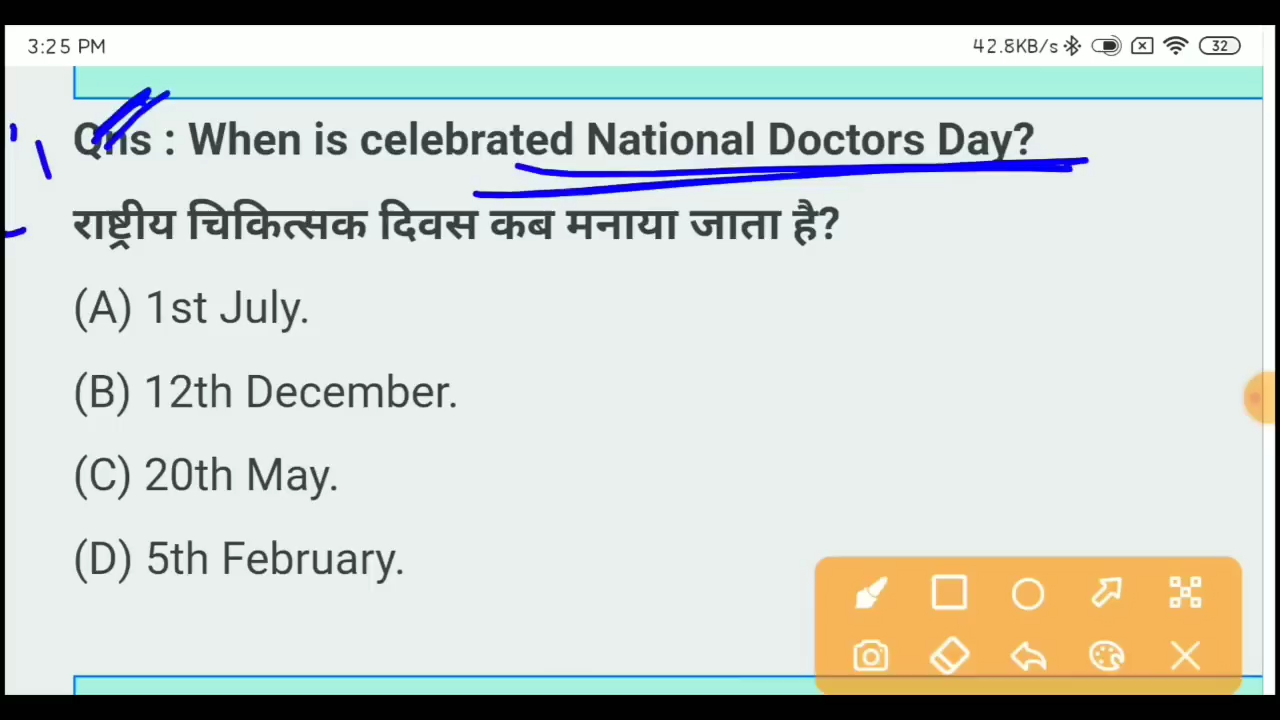 3:25 PM 42.8KB/s 32
Qns : When is celebrated National Doctors Day?
राष्ट्रीय चिकित्सक दिवस कब मनाया जाता है?
(A) 1st July.
(B) 12th December.
(C) 20th May.
(D) 5th February.